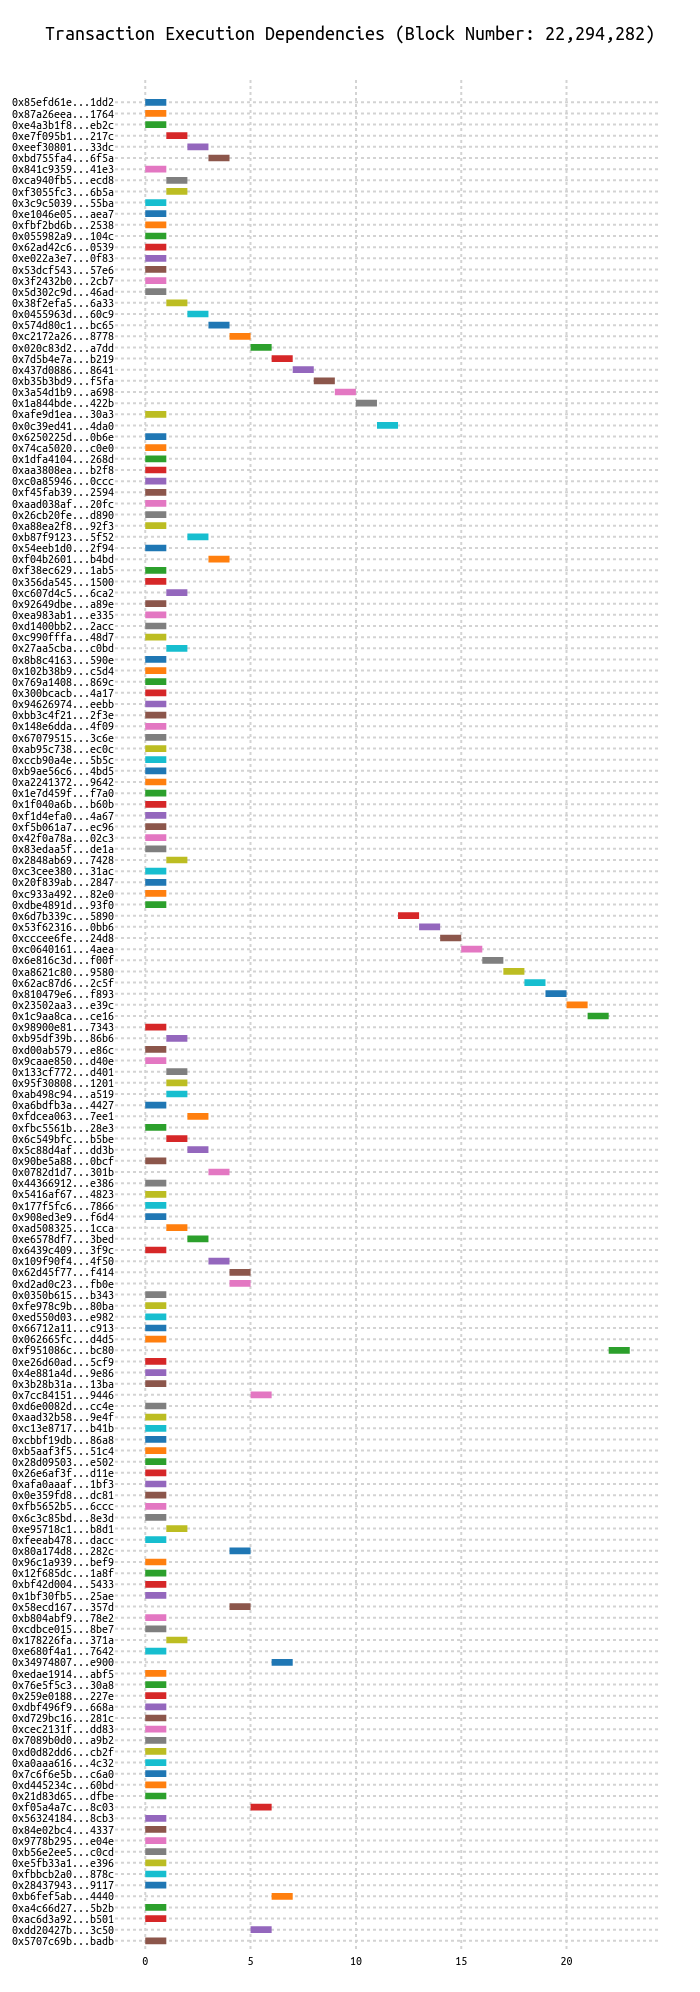 Transaction Execution Dependencies (Block Number: 22,294,282)
0x85efd61e...1dd2
0x87a26eea...1764
0xe4a3b1f8...eb2c
0xe7f095b1...217c
0xeef30801...33dc
0xbd755fa4...6f5a
0x841c9359...41e3
0xca940fb5...ecd8
0xf3055fc3...6b5a
0x3c9c5039...55ba
0xe1046e05...aea7
0xfbf2bd6b...2538
0x055982a9...104c
0x62ad42c6...0539
0xe022a3e7...0f83
0x53dcf543...57e6
0x3f2432b0...2cb7
0x5d302c9d...46ad
0x38f2efa5...6a33
0x0455963d...60c9
0x574d80c1...bc65
0xc2172a26...8778
0x020c83d2...a7dd
0x7d5b4e7a...b219
0x437d0886...8641
0xb35b3bd9...f5fa
0x3a54d1b9...a698
0x1a844bde...422b
0xafe9d1ea...30a3
0x0c39ed41...4da0
0x6250225d...0b6e
0x74ca5020...c0e0
0x1dfa4104...268d
0xaa3808ea...b2f8
0xc0a85946...0ccc
0xf45fab39...2594
0xaad038af...20fc
0x26cb20fe...d890
0xa88ea2f8...92f3
0xb87f9123...5f52
0x54eeb1d0...2f94
0xf04b2601...b4bd
0xf38ec629...1ab5
0x356da545...1500
0xc607d4c5...6ca2
0x92649dbe...a89e
0xea983ab1...e335
0xd1400bb2...2acc
0xc990fffa...48d7
0x27aa5cba...c0bd
0x8b8c4163...590e
0x102b38b9...c5d4
0x769a1408...869c
0x300bcacb...4a17
0x94626974...eebb
0xbb3c4f21...2f3e
0x148e6dda...4f09
0x67079515...3c6e
0xab95c738...ec0c
0xccb90a4e...5b5c
0xb9ae56c6...4bd5
0xa2241372...9642
0x1e7d459f...f7a0
0x1f040a6b...b60b
0xf1d4efa0...4a67
0xf5b061a7...ec96
0x42f0a78a...02c3
0x83edaa5f...de1a
0x2848ab69...7428
0xc3cee380...31ac
0x20f839ab...2847
0xc933a492...82e0
0xdbe4891d...93f0
0x6d7b339c...5890
0x53f62316...0bb6
0xcccee6fe...24d8
0xc0640161...4aea
0x6e816c3d...f00f
0xa8621c80...9580
0x62ac87d6...2c5f
0x810479e6...f893
0x23502aa3...e39c
0x1c9aa8ca...ce16
0x98900e81...7343
0xb95df39b...86b6
0xd00ab579...e86c
0x9caae850...d40e
0x133cf772...d401
0x95f30808...1201
0xab498c94...a519
0xa6bdfb3a...4427
0xfdcea063...7ee1
0xfbc5561b...28e3
0x6c549bfc...b5be
0x5c88d4af...dd3b
0x90be5a88...0bcf
0x0782d1d7...301b
0x44366912...e386
0x5416af67...4823
0x177f5fc6...7866
0x908ed3e9...f6d4
0xad508325...1cca
0xe6578df7...3bed
0x6439c409...3f9c
0x109f90f4...4f50
0x62d45f77...f414
0xd2ad0c23...fb0e
0x0350b615...b343
0xfe978c9b...80ba
0xed550d03...e982
0x66712a11...c913
0x062665fc...d4d5
0xf951086c...bc80
0xe26d60ad...5cf9
0x4e881a4d...9e86
0x3b28b31a...13ba
0x7cc84151...9446
0xd6e0082d...cc4e
0xaad32b58...9e4f
0xc13e8717...b41b
0xcbbf19db...86a8
0xb5aaf3f5...51c4
0x28d09503...e502
0x26e6af3f...d11e
0xafa0aaaf...1bf3
0x0e359fd8...dc81
0xfb5652b5...6ccc
0x6c3c85bd...8e3d
0xe95718c1...b8d1
0xfeeab478...dacc
0x80a174d8...282c
0x96c1a939...bef9
0x12f685dc...1a8f
0xbf42d004...5433
0x1bf30fb5...25ae
0x58ecd167...357d
0xb804abf9...78e2
0xcdbce015...8be7
0x178226fa...371a
0xe680f4a1...7642
0x34974807...e900
0xedae1914...abf5
0x76e5f5c3...30a8
0x259e0188...227e
0xdbf496f9...668a
0xd729bc16...281c
0xcec2131f...dd83
0x7089b0d0...a9b2
0xd0d82dd6...cb2f
0xa0aaa616...4c32
0x7c6f6e5b...c6a0
0xd445234c...60bd
0x21d83d65...dfbe
0xf05a4a7c...8c03
0x56324184...8cb3
0x84e02bc4...4337
0x9778b295...e04e
0xb56e2ee5...c0cd
0xe5fb33a1...e396
0xfbbcb2a0...878c
0x28437943...9117
0xb6fef5ab...4440
0xa4c66d27...5b2b
0xac6d3a92...b501
0xdd20427b...3c50
0x5707c69b...badb
0 5 10 15 20